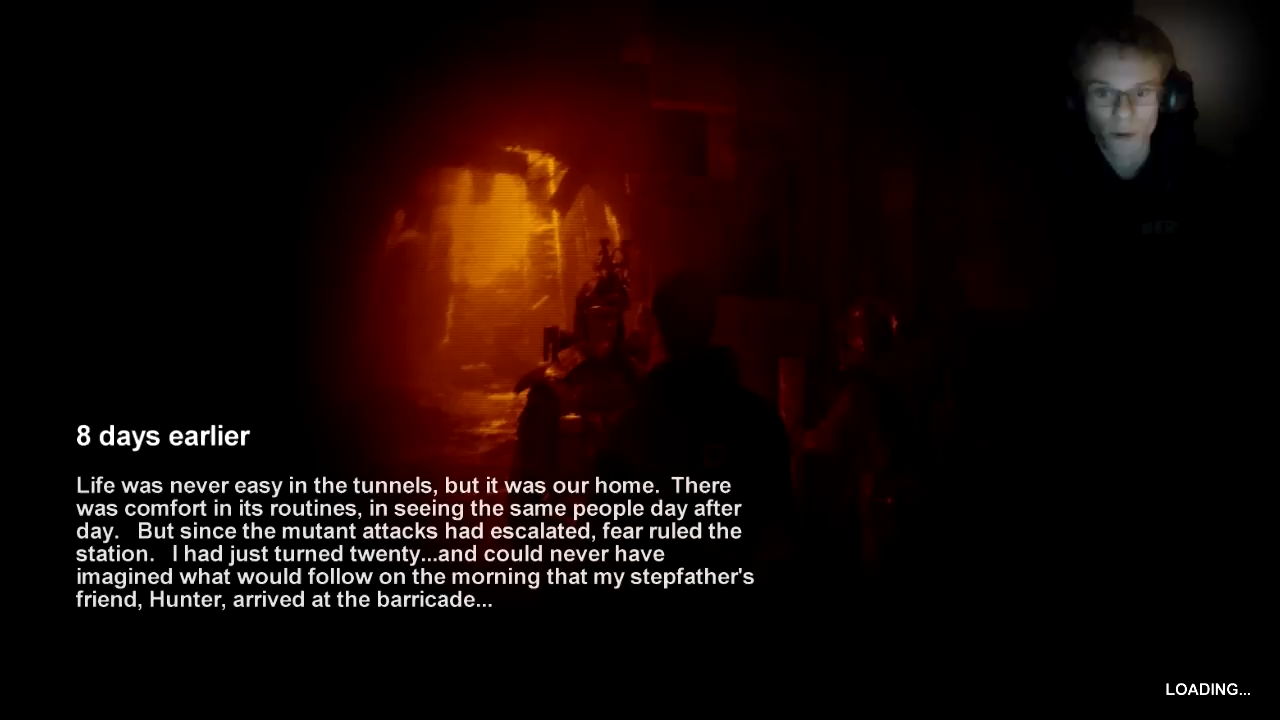 8 days earlier
Life was never easy in the tunnels, but it was our home.  There
was comfort in its routines, in seeing the same people day after
day.   But since the mutant attacks had escalated, fear ruled the
station.   I had just turned twenty...and could never have
imagined what would follow on the morning that my stepfather's
friend, Hunter, arrived at the barricade...
LOADING...